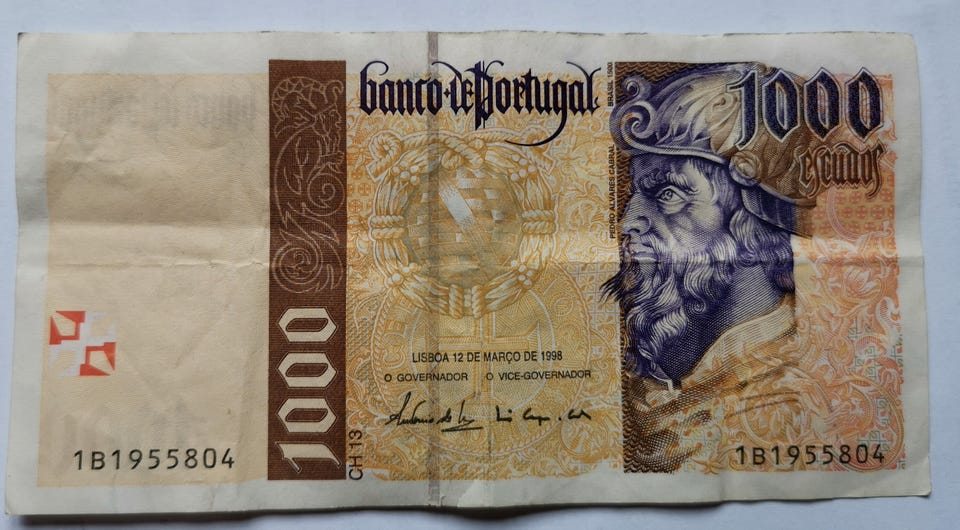 banco de Portugal
1000
escudos
BRASIL 1500
PEDRO ÁLVARES CABRAL
LISBOA 12 DE MARÇO DE 1998
O GOVERNADOR O VICE-GOVERNADOR
1000
CH 13
1B1955804
1B1955804